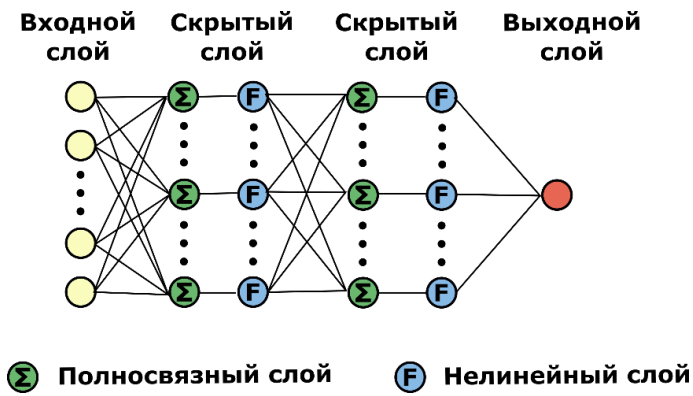 Входной Скрытый Скрытый Выходной
слой слой слой слой
Σ F Σ F
Σ F Σ F
Σ F Σ F
Σ Полносвязный слой F Нелинейный слой